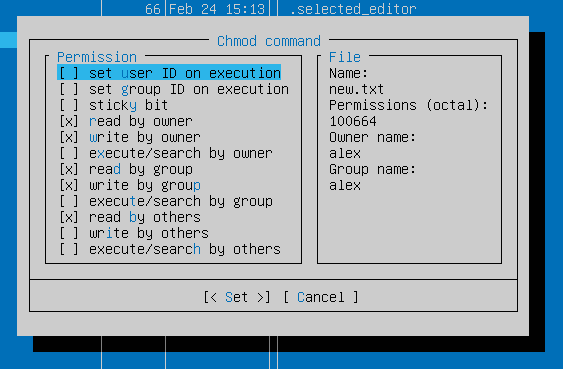 66 Feb 24 15:13 .selected_editor
Chmod command
Permission
[ ] set user ID on execution
[ ] set group ID on execution
[ ] sticky bit
[x] read by owner
[x] write by owner
[ ] execute/search by owner
[x] read by group
[x] write by group
[ ] execute/search by group
[x] read by others
[ ] write by others
[ ] execute/search by others
File
Name:
new.txt
Permissions (octal):
100664
Owner name:
alex
Group name:
alex
[< Set >] [ Cancel ]